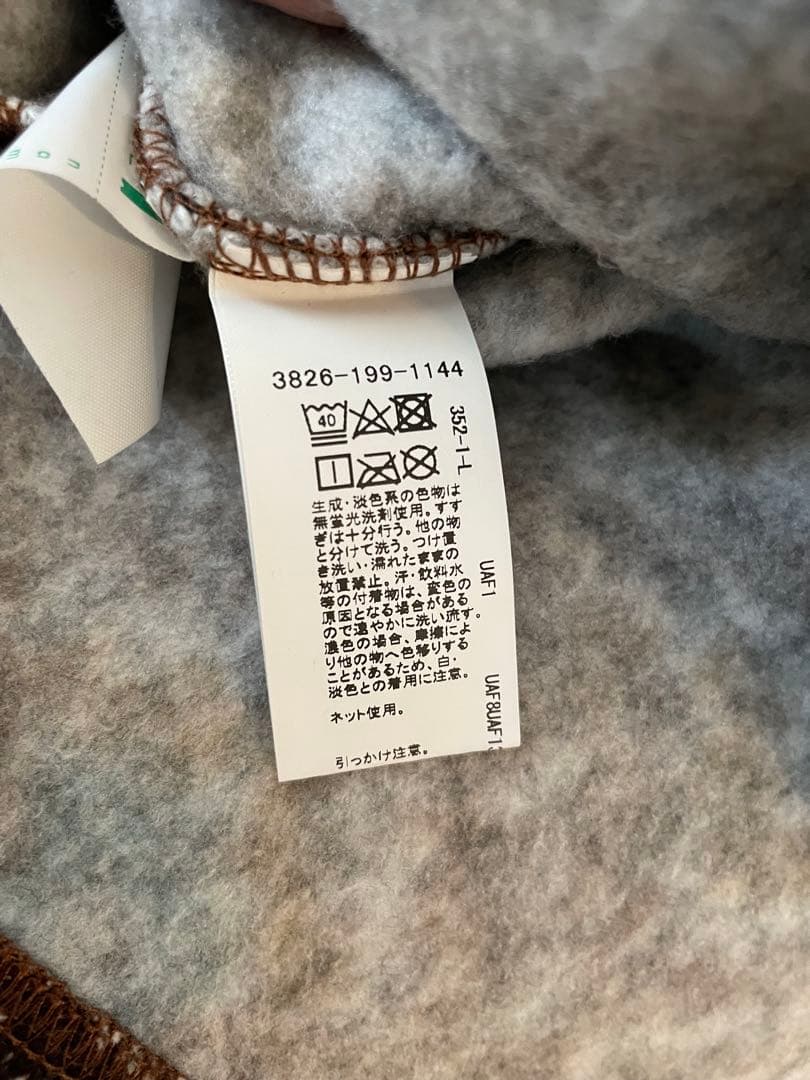 3826-199-1144
40
352-1-L
生成・淡色系の色物は
無蛍光洗剤使用。すす
ぎは十分行う。他の物
と分けて洗う。つけ置
き洗い・濡れたままの
放置禁止。汗・飲料水
等の付着物は、変色の
原因となる場合がある
ので速やかに洗い流す。
濃色の場合、摩擦によ
り他の物へ色移りする
ことがあるため、白・
淡色との着用に注意。
ネット使用。
引っかけ注意。
UAF1
UAF8UAF1